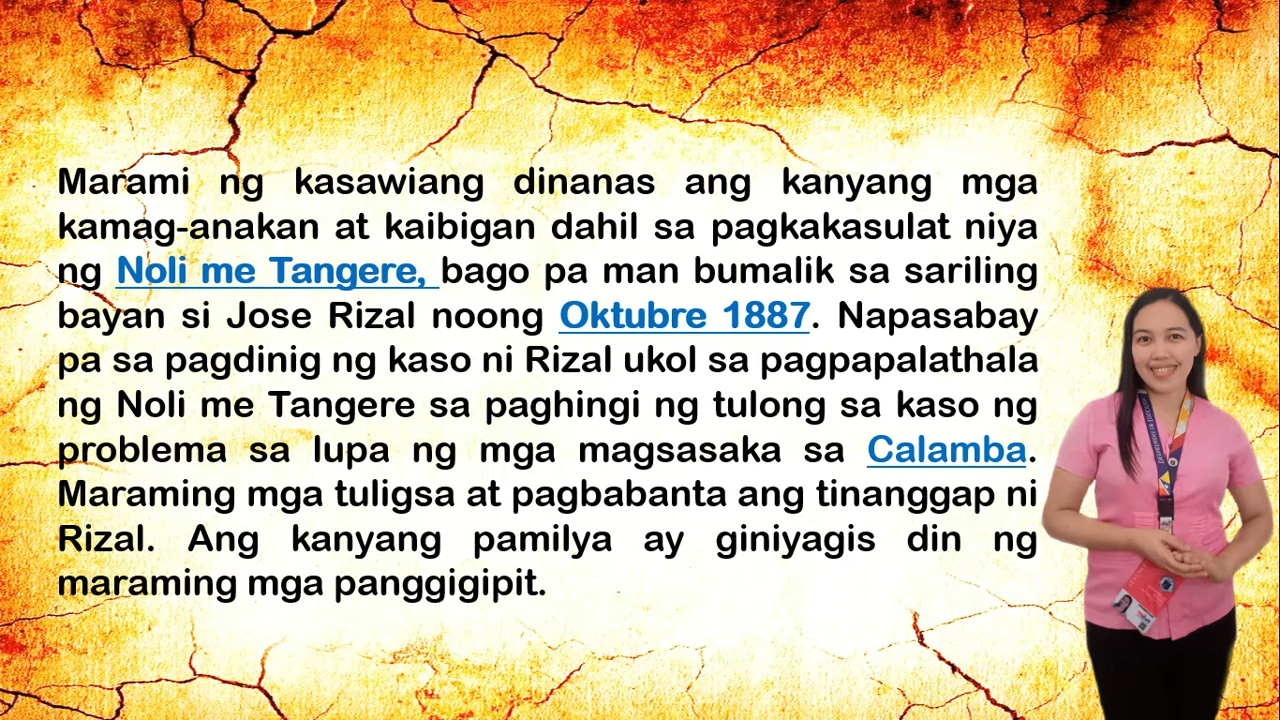 Marami ng kasawiang dinanas ang kanyang mga
kamag-anakan at kaibigan dahil sa pagkakasulat niya
ng Noli me Tangere, bago pa man bumalik sa sariling
bayan si Jose Rizal noong Oktubre 1887. Napasabay
pa sa pagdinig ng kaso ni Rizal ukol sa pagpapalathala
ng Noli me Tangere sa paghingi ng tulong sa kaso ng
problema sa lupa ng mga magsasaka sa Calamba.
Maraming mga tuligsa at pagbabanta ang tinanggap ni
Rizal. Ang kanyang pamilya ay giniyagis din ng
maraming mga panggigipit.